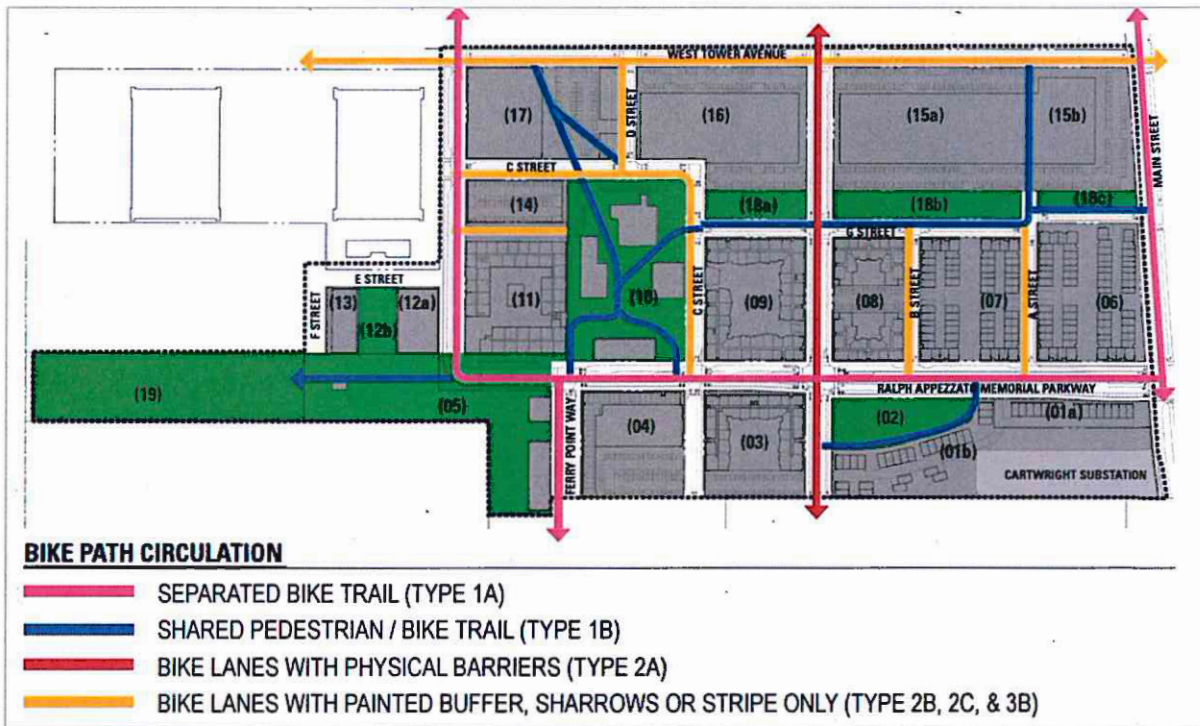 WEST TOWER AVENUE
(17)
D STREET
(16)
(15a)
(15b)
MAIN STREET
C STREET
(14)
(18a)
(18b)
(18c)
G STREET
E STREET
F STREET
(13)
(12a)
(12b)
(11)
(10)
C STREET
(09)
(08)
B STREET
(07)
A STREET
(06)
RALPH APPEZZATO MEMORIAL PARKWAY
(19)
(05)
FERRY POINT WAY
(04)
(03)
(02)
(01a)
(01b)
CARTWRIGHT SUBSTATION
BIKE PATH CIRCULATION
SEPARATED BIKE TRAIL (TYPE 1A)
SHARED PEDESTRIAN / BIKE TRAIL (TYPE 1B)
BIKE LANES WITH PHYSICAL BARRIERS (TYPE 2A)
BIKE LANES WITH PAINTED BUFFER, SHARROWS OR STRIPE ONLY (TYPE 2B, 2C, & 3B)